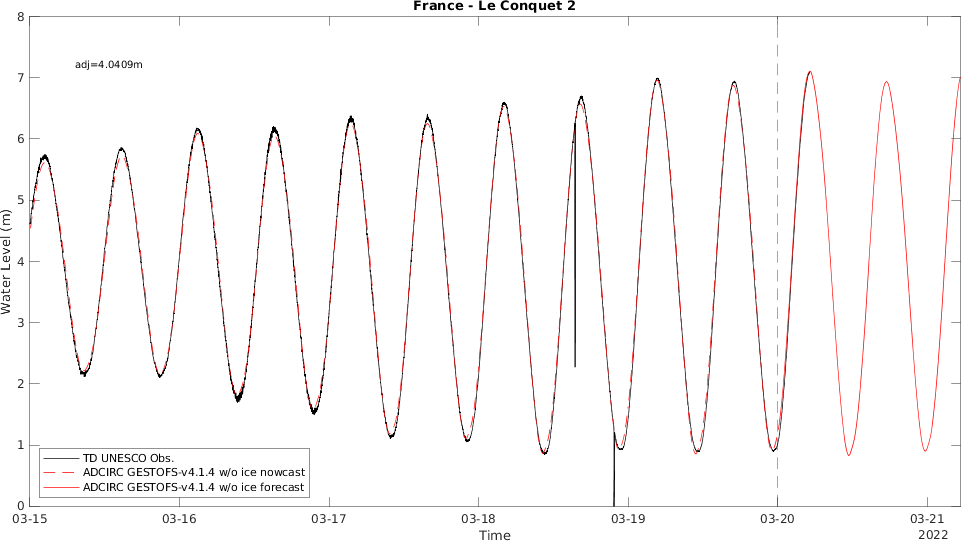 France - Le Conquet 2
adj=4.0409m
8
7
6
5
4
3
2
1
0
Water Level (m)
TD UNESCO Obs.
ADCIRC GESTOFS-v4.1.4 w/o ice nowcast
ADCIRC GESTOFS-v4.1.4 w/o ice forecast
03-15 03-16 03-17 03-18 03-19 03-20 03-21
Time
2022